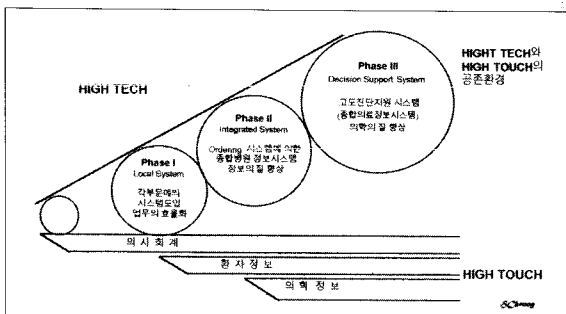 HIGH TECH
Phase I
Local System
각부문에의
시스템도입
업무의 효율화
Phase II
Integrated System
Ordering 시스템에 의한
종합병원 정보시스템
정보의 질 향상
Phase III
Decision Support System
고도진단지원 시스템
(종합의료정보시스템)
의학의 질 향상
HIGHT TECH와
HIGH TOUCH의
공존환경
의 시 회 계
환 자 정 보
의 학 정 보
HIGH TOUCH